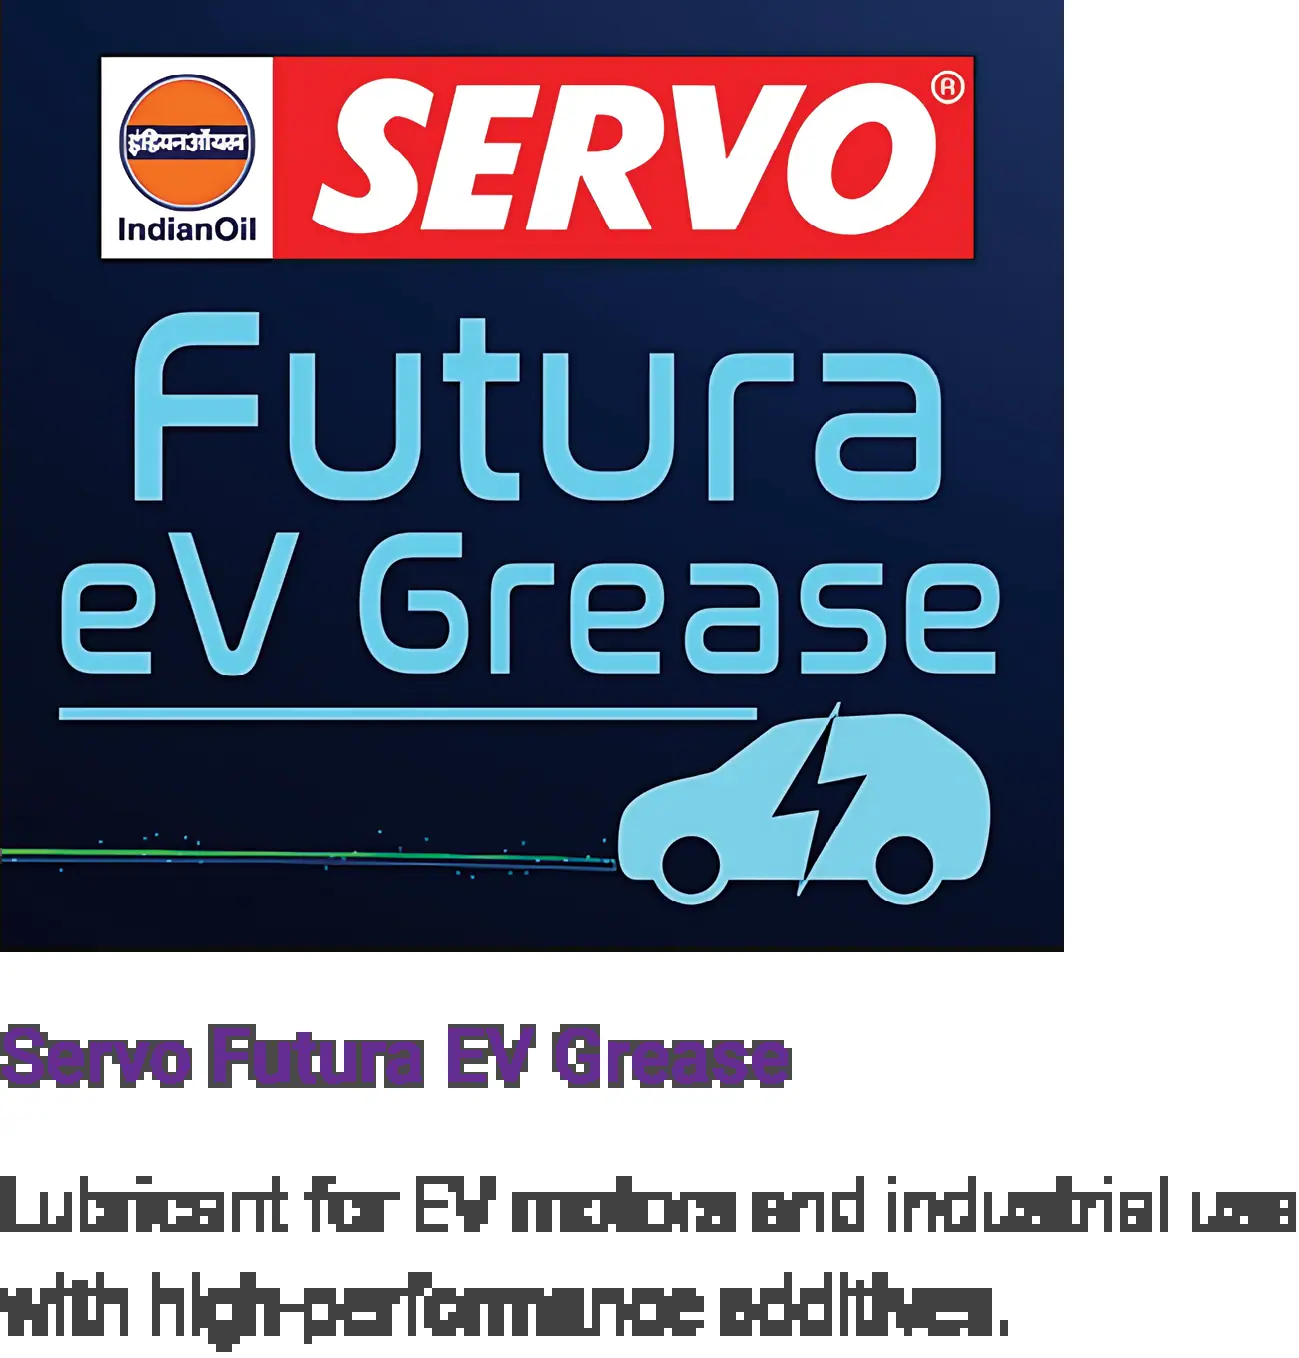 इंडियनऑयल
IndianOil
SERVO®
Futura
eV Grease
Servo Futura EV Grease
Lubricant for EV motors and industrial use
with high-performance additives.